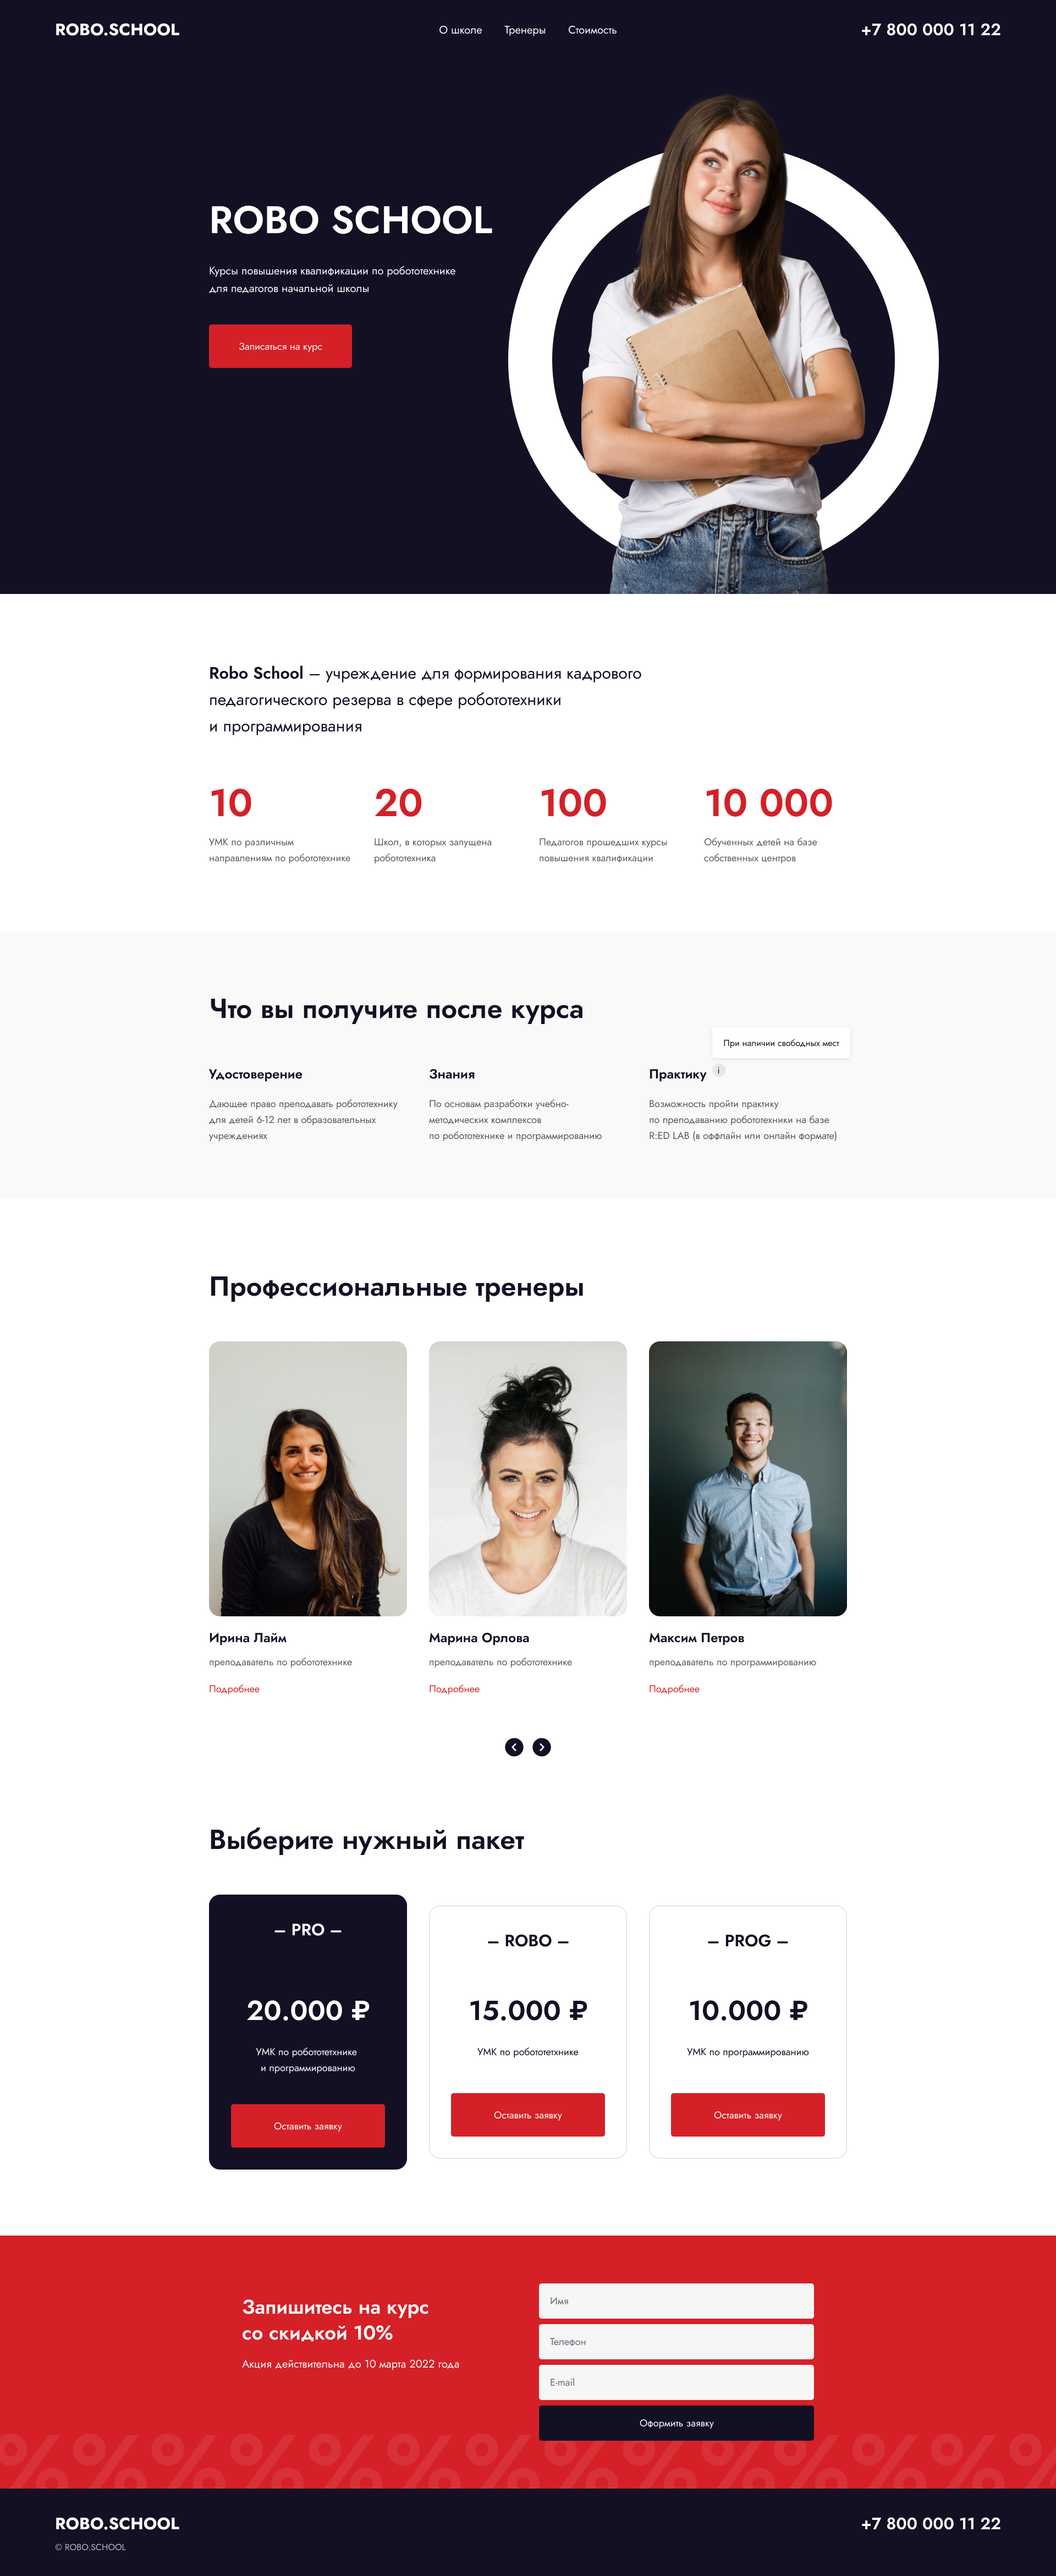 ROBO.SCHOOL
О школе
Тренеры
Стоимость
+7 800 000 11 22
ROBO SCHOOL
Курсы повышения квалификации по робототехнике
для педагогов начальной школы
Записаться на курс
Robo School – учреждение для формирования кадрового
педагогического резерва в сфере робототехники
и программирования
10
УМК по различным
направлениям по робототехнике
20
Школ, в которых запущена
робототехника
100
Педагогов прошедших курсы
повышения квалификации
10 000
Обученных детей на базе
собственных центров
Что вы получите после курса
При наличии свободных мест
Удостоверение
Дающее право преподавать робототехнику
для детей 6-12 лет в образовательных
учреждениях
Знания
По основам разработки учебно-
методических комплексов
по робототехнике и программированию
Практику i
Возможность пройти практику
по преподаванию робототехники на базе
R:ED LAB (в оффлайн или онлайн формате)
Профессиональные тренеры
Ирина Лайм
преподаватель по робототехнике
Подробнее
Марина Орлова
преподаватель по робототехнике
Подробнее
Максим Петров
преподаватель по программированию
Подробнее
Выберите нужный пакет
– PRO –
20.000 ₽
УМК по робототетхнике
и программированию
Оставить заявку
– ROBO –
15.000 ₽
УМК по робототетхнике
Оставить заявку
– PROG –
10.000 ₽
УМК по программированию
Оставить заявку
Запишитесь на курс
со скидкой 10%
Акция действительна до 10 марта 2022 года
Имя
Телефон
E-mail
Оформить заявку
ROBO.SCHOOL
+7 800 000 11 22
© ROBO.SCHOOL